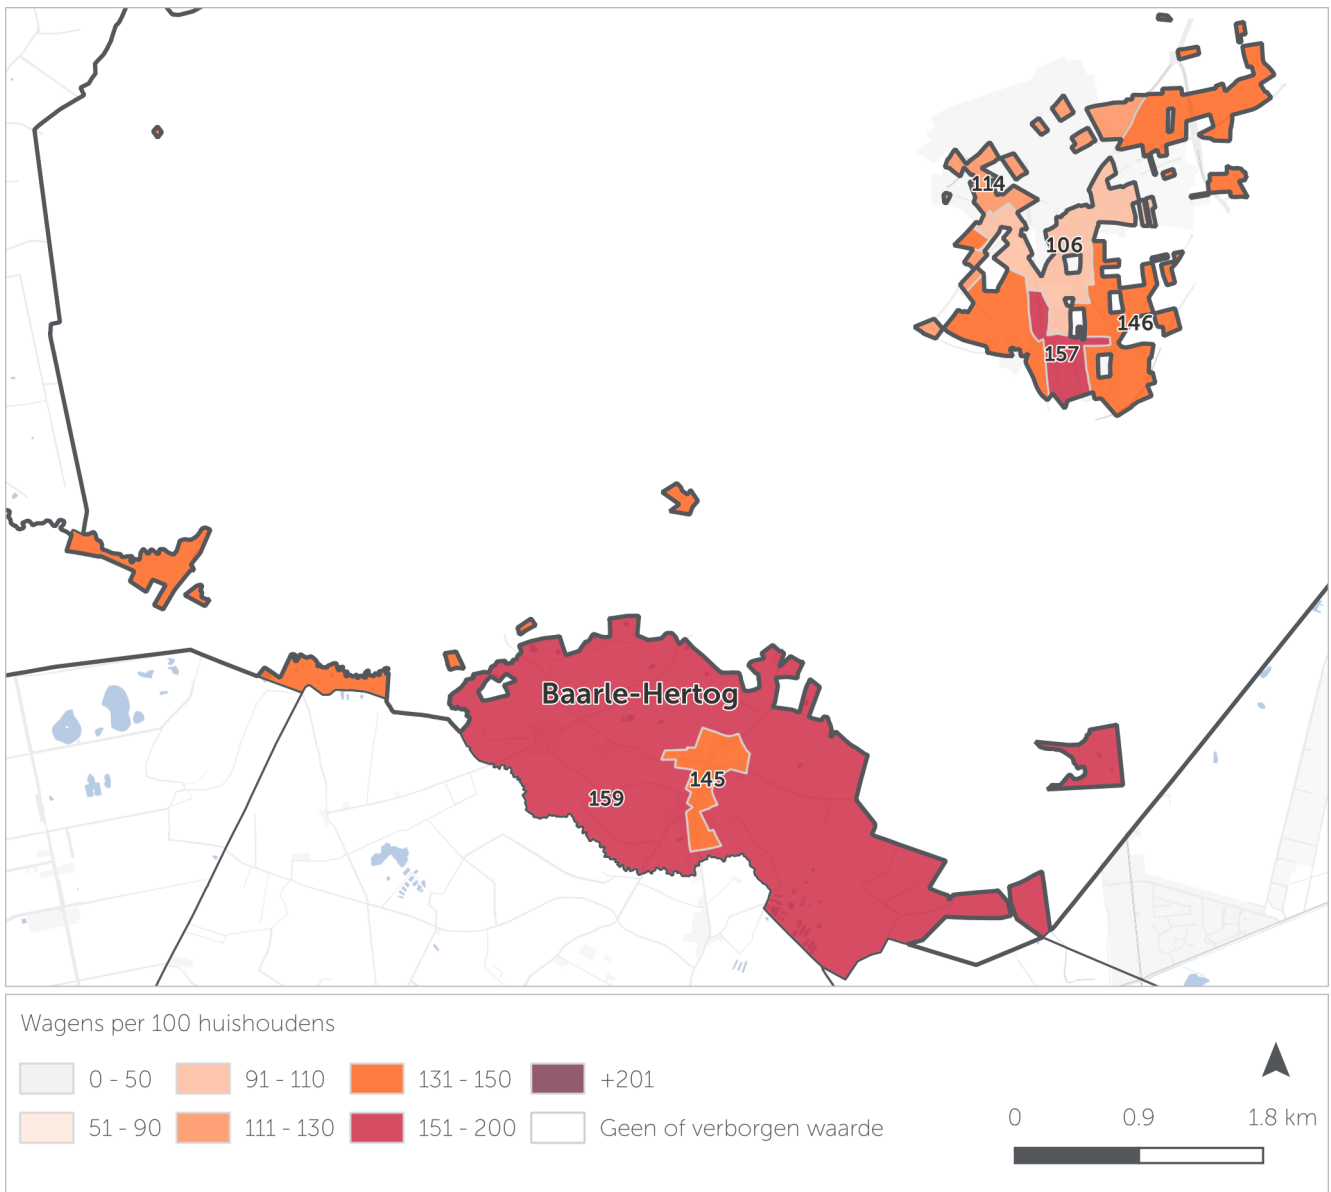 114
106
146
157
Baarle-Hertog
145
159
Wagens per 100 huishoudens
0 - 50
91 - 110
131 - 150
+201
51 - 90
111 - 130
151 - 200
Geen of verborgen waarde
0 0.9 1.8 km